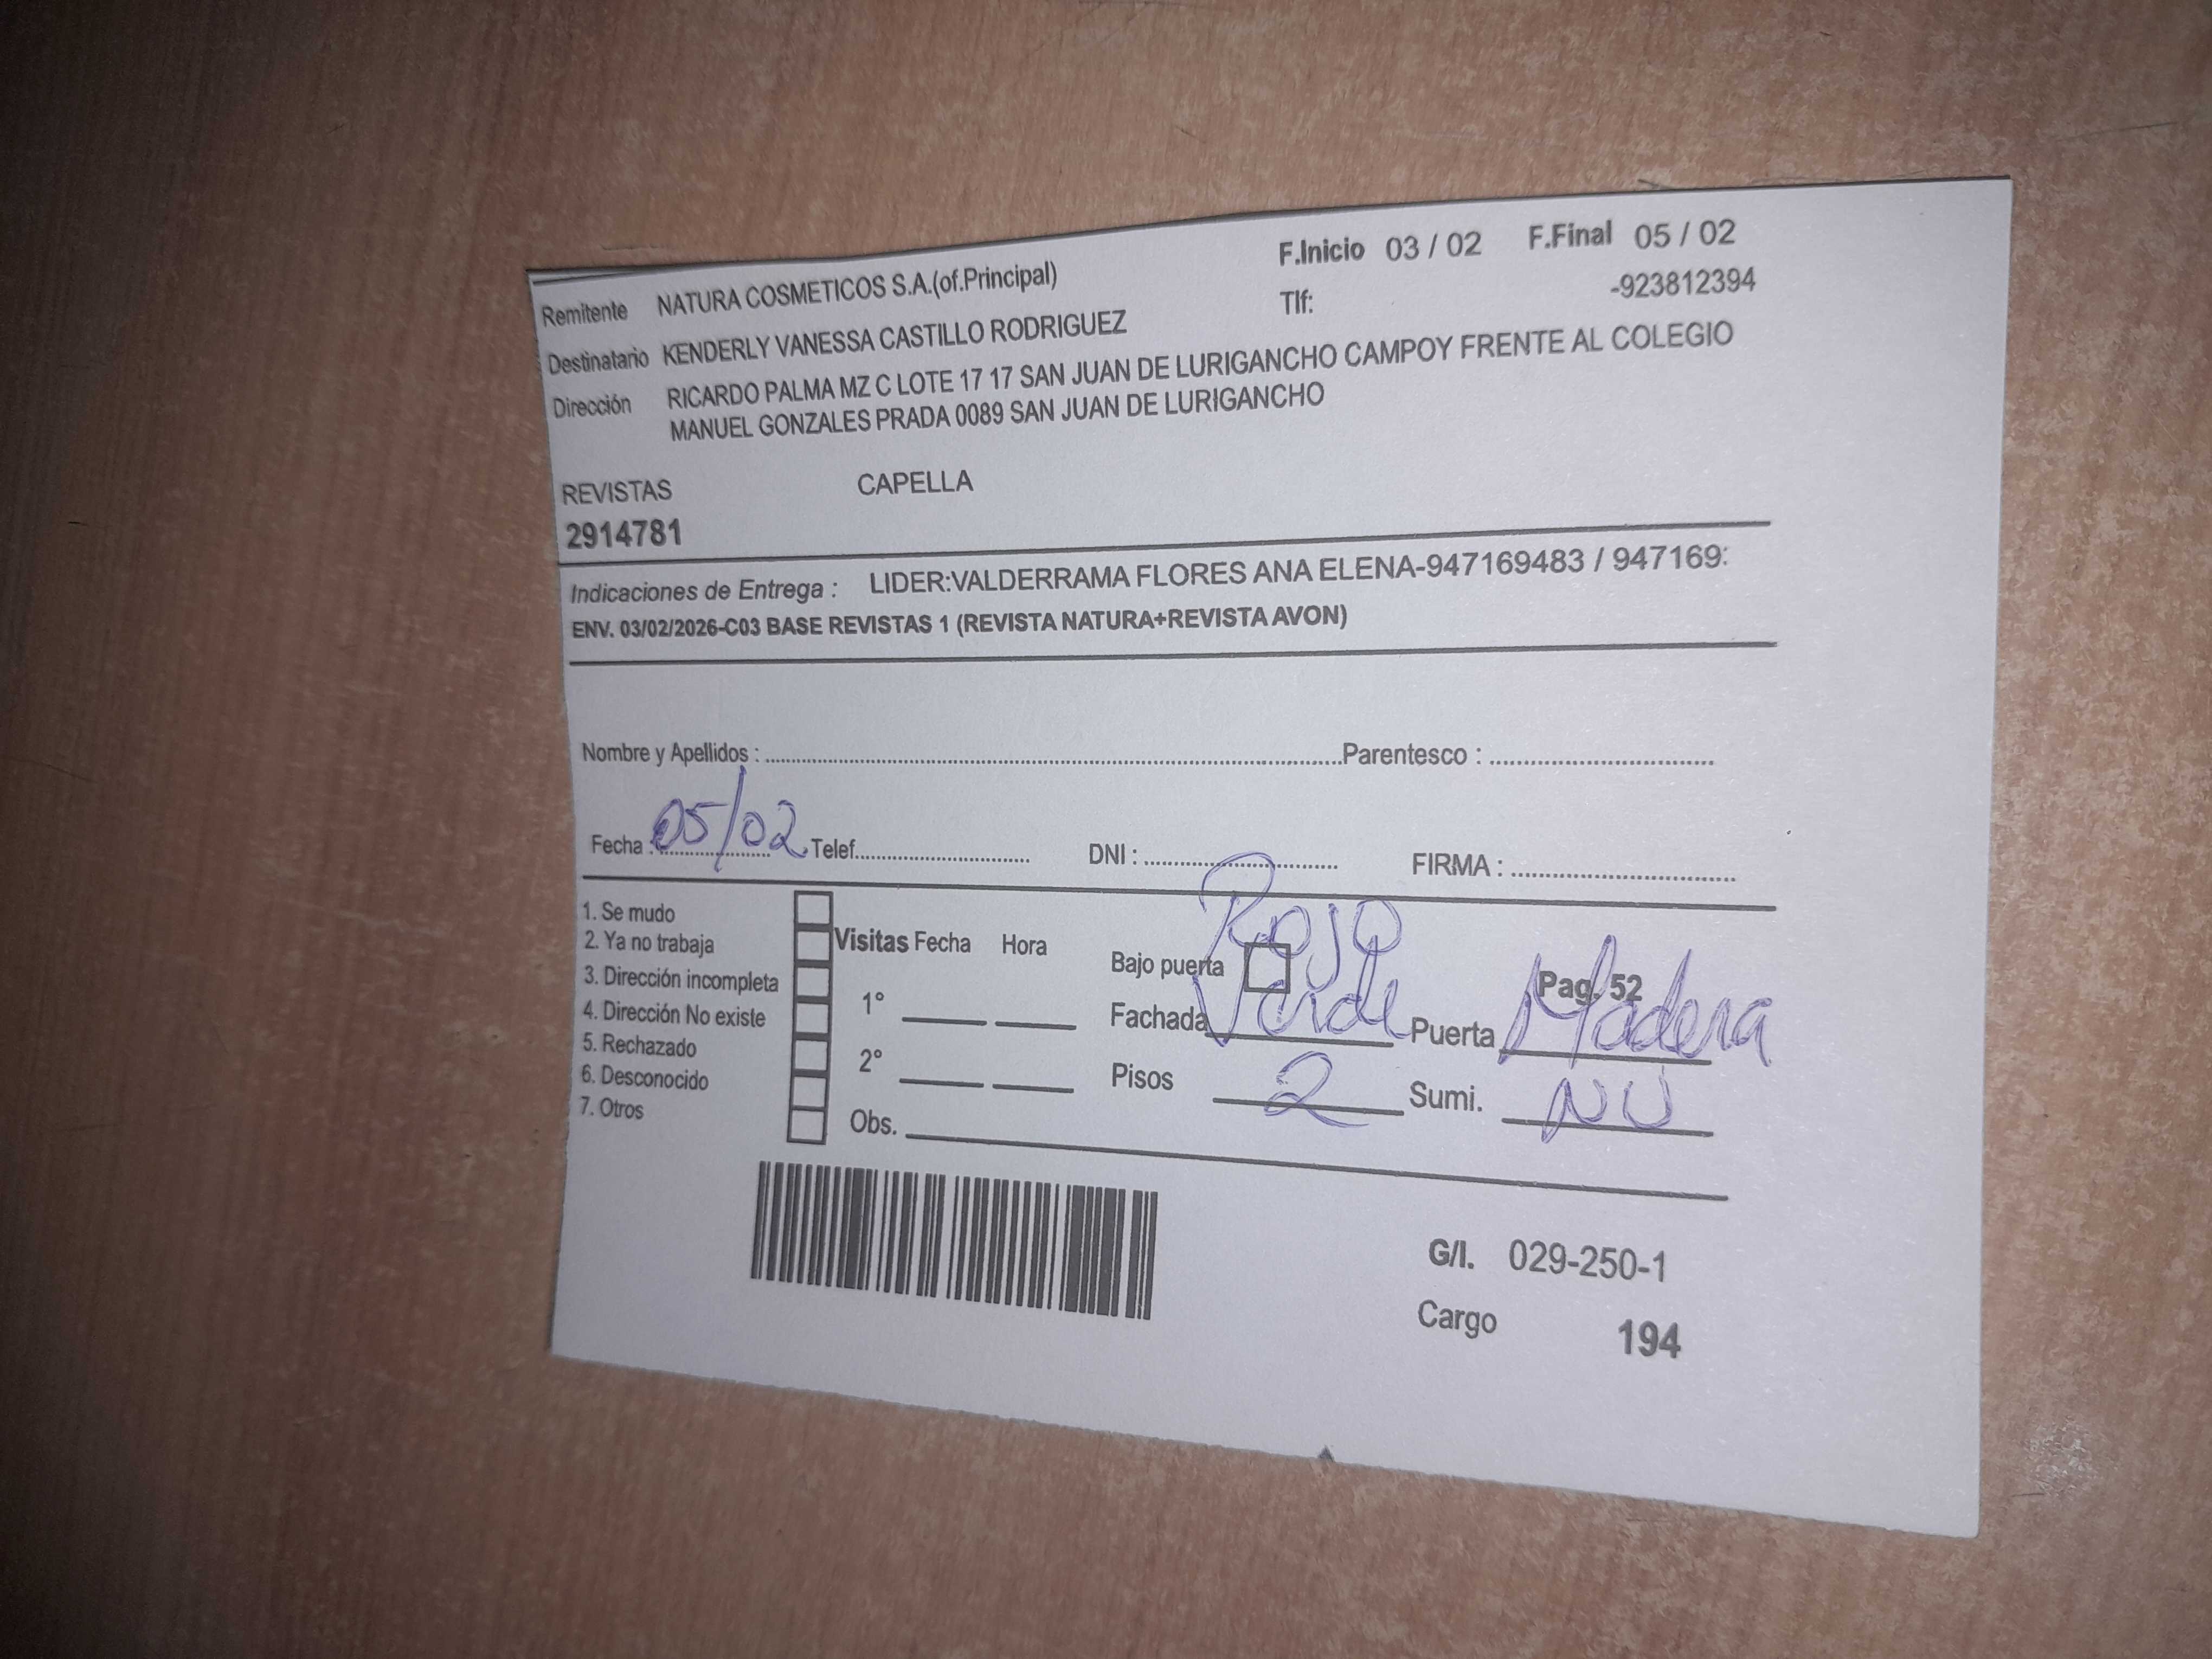 F.Inicio 03 / 02 F.Final 05 / 02
Remitente NATURA COSMETICOS S.A.(of.Principal)
Tlf: -923812394
Destinatario KENDERLY VANESSA CASTILLO RODRIGUEZ
Dirección RICARDO PALMA MZ C LOTE 17 17 SAN JUAN DE LURIGANCHO CAMPOY FRENTE AL COLEGIO
MANUEL GONZALES PRADA 0089 SAN JUAN DE LURIGANCHO
REVISTAS CAPELLA
2914781
Indicaciones de Entrega : LIDER:VALDERRAMA FLORES ANA ELENA-947169483 / 947169
ENV. 03/02/2026-C03 BASE REVISTAS 1 (REVISTA NATURA+REVISTA AVON)
Nombre y Apellidos : Parentesco :
Fecha : 05/02 Telef. DNI : FIRMA :
1. Se mudo
2. Ya no trabaja
3. Dirección incompleta
4. Dirección No existe
5. Rechazado
6. Desconocido
7. Otros
Visitas Fecha Hora
1°
2°
Obs.
Rojo
Bajo puerta Pag. 52
Fachada Verde Puerta Madera
Pisos 2 Sumi. NU
G/I. 029-250-1
Cargo 194